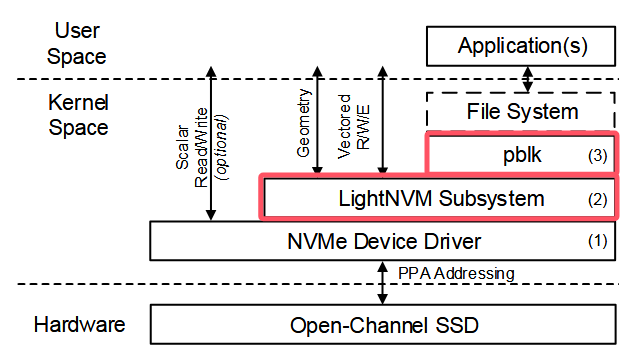 User
Space
Application(s)
Kernel
Space
File System
Scalar
Read/Write
(optional)
Geometry
Vectored
R/W/E
pblk (3)
LightNVM Subsystem (2)
NVMe Device Driver (1)
PPA Addressing
Hardware
Open-Channel SSD